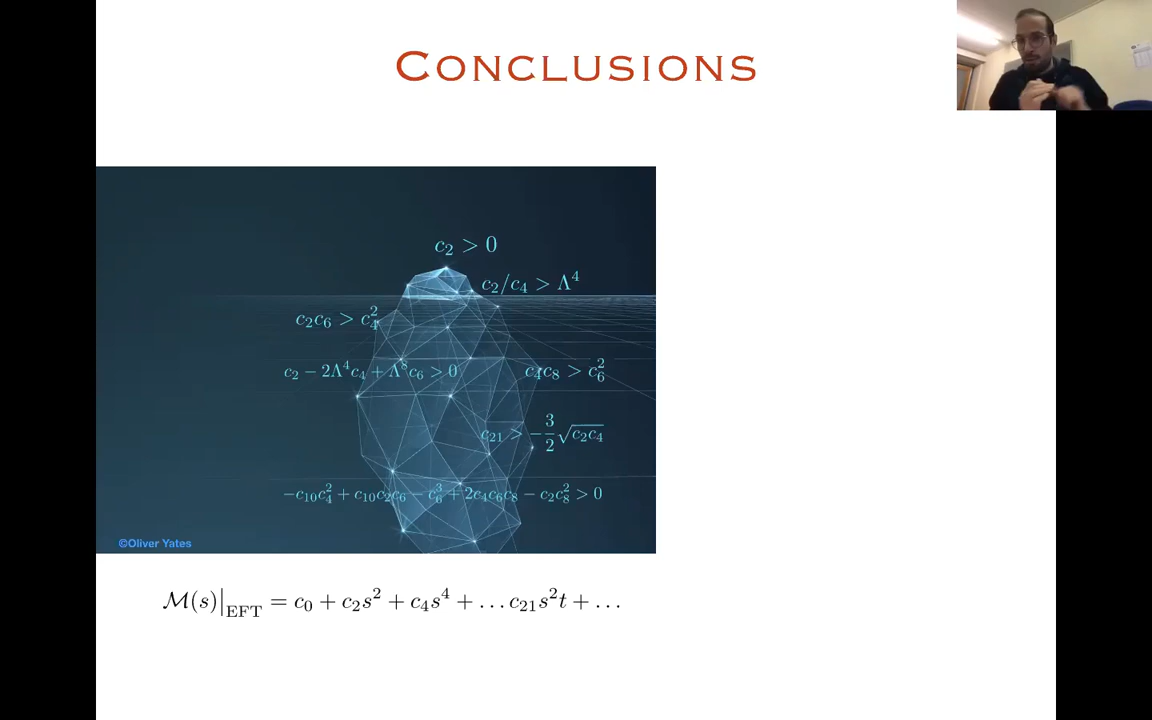 CONCLUSIONS
c₂ > 0
c₂/c₄ > Λ⁴
c₂c₆ > c₄²
c₂ − 2Λ⁴c₄ + Λ⁸c₆ > 0
c₄c₈ > c₆²
c₂₁ > −3/2 √(c₂c₄)
−c₁₀c₄² + c₁₀c₂c₆ − c₆³ + 2c₄c₆c₈ − c₂c₈² > 0
©Oliver Yates
ℳ(s)|_EFT = c₀ + c₂s² + c₄s⁴ + … c₂₁s²t + …